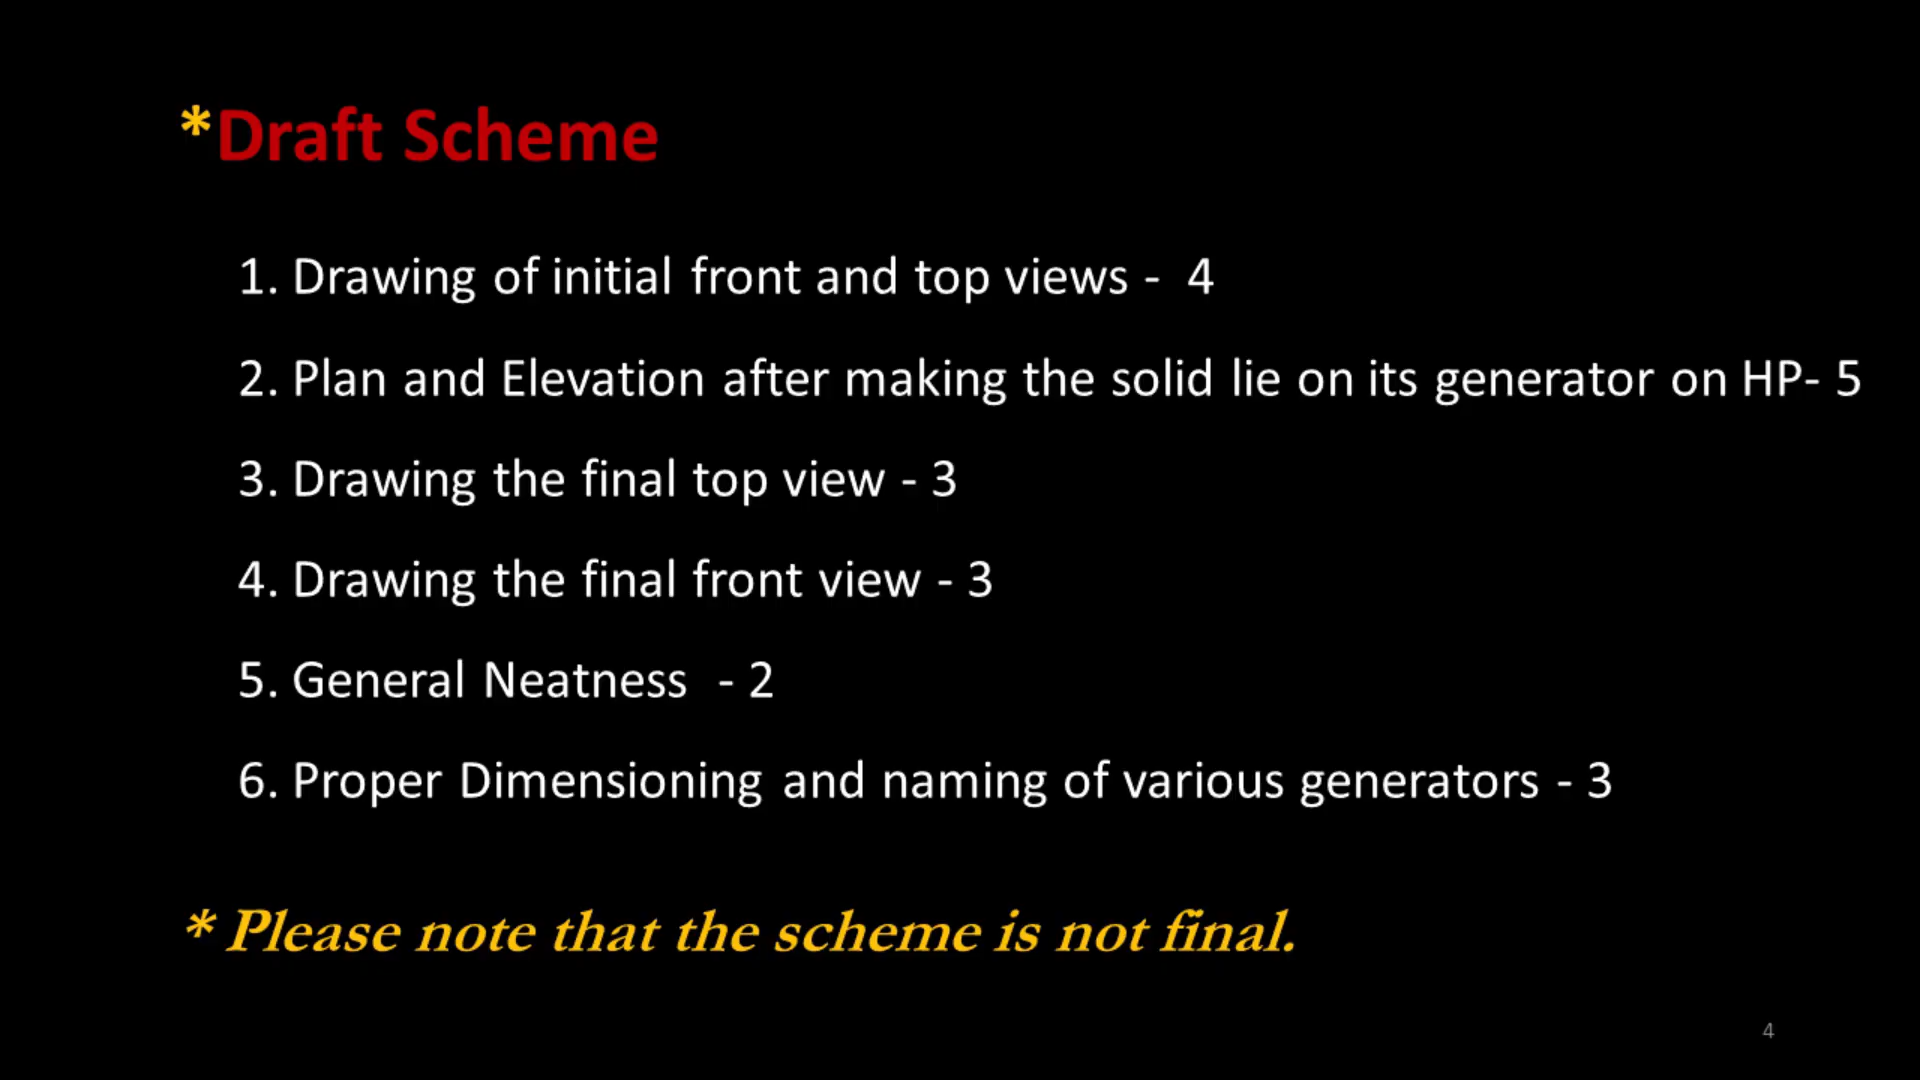 *Draft Scheme
1. Drawing of initial front and top views - 4
2. Plan and Elevation after making the solid lie on its generator on HP- 5
3. Drawing the final top view - 3
4. Drawing the final front view - 3
5. General Neatness - 2
6. Proper Dimensioning and naming of various generators - 3
* Please note that the scheme is not final.
4